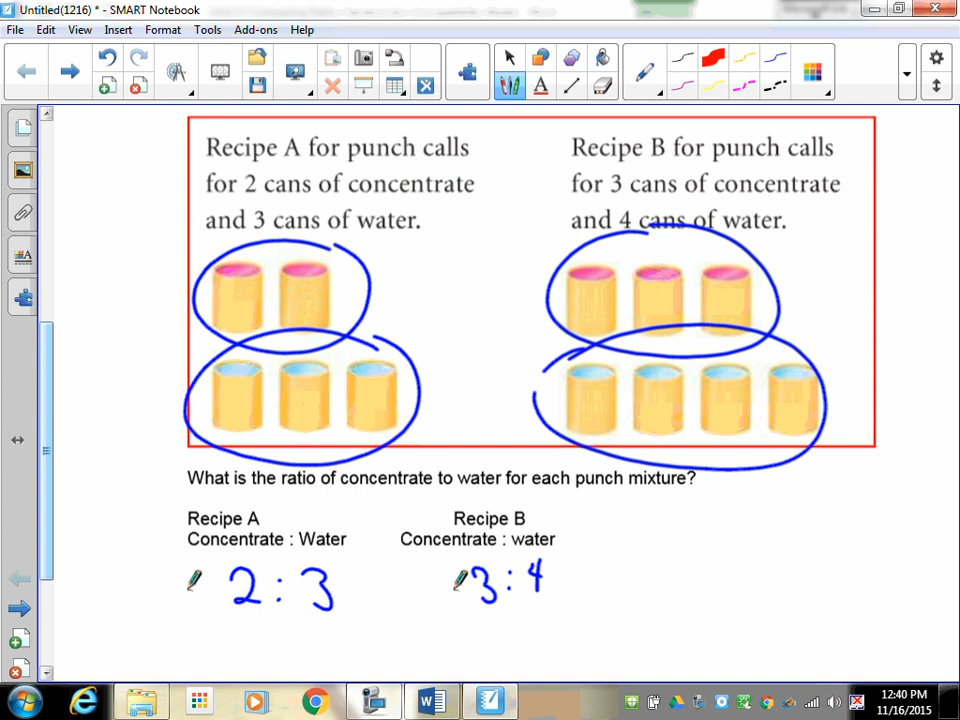 Untitled(1216) * - SMART Notebook
File Edit View Insert Format Tools Add-ons Help
Recipe A for punch calls
for 2 cans of concentrate
and 3 cans of water.
Recipe B for punch calls
for 3 cans of concentrate
and 4 cans of water.
What is the ratio of concentrate to water for each punch mixture?
Recipe A
Concentrate : Water
2 : 3
Recipe B
Concentrate : water
3 : 4
12:40 PM
11/16/2015